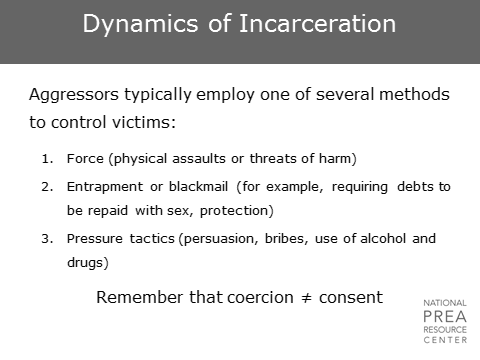 Dynamics of Incarceration
Aggressors typically employ one of several methods
to control victims:
1. Force (physical assaults or threats of harm)
2. Entrapment or blackmail (for example, requiring debts to
be repaid with sex, protection)
3. Pressure tactics (persuasion, bribes, use of alcohol and
drugs)
Remember that coercion ≠ consent
NATIONAL
PREA
RESOURCE
CENTER